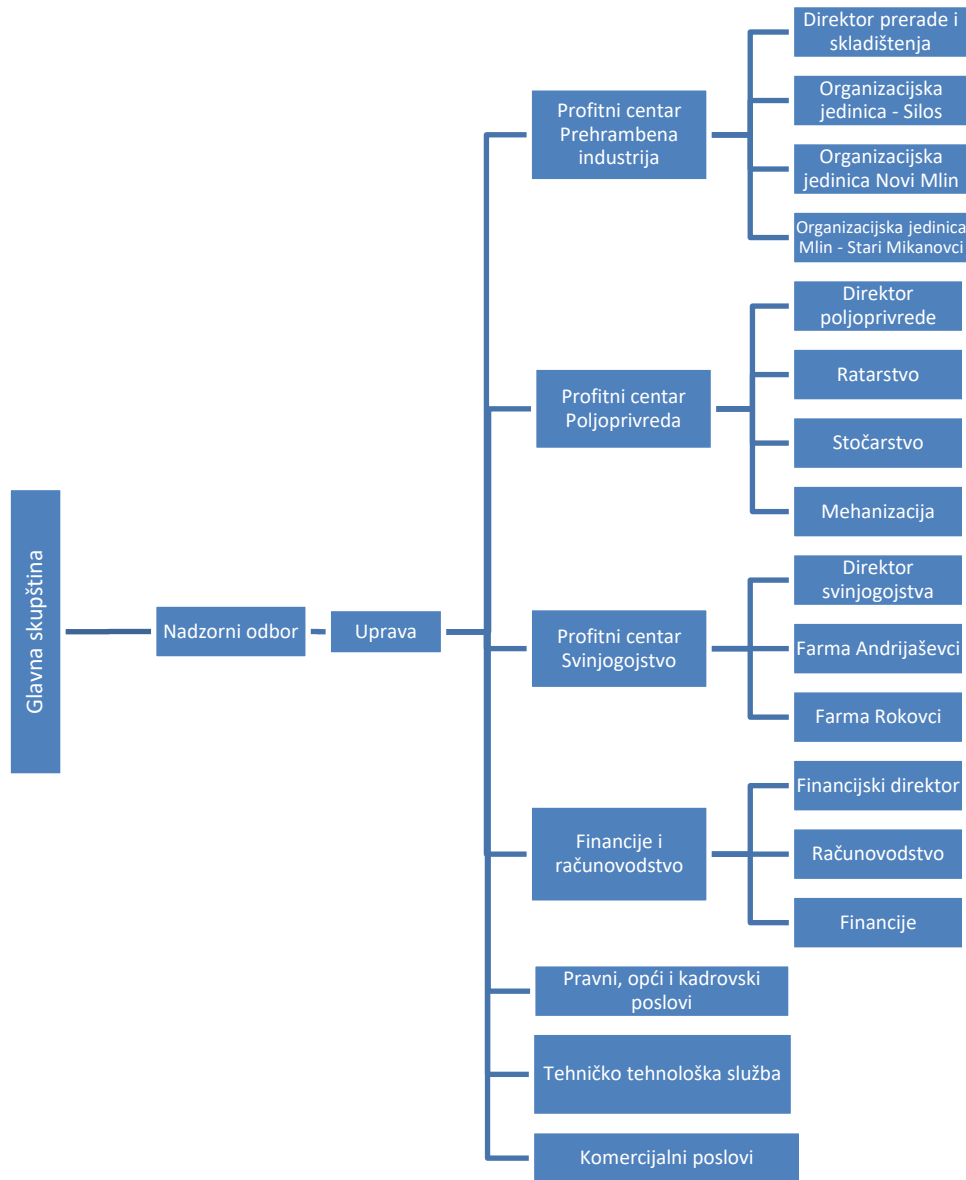 Glavna skupština
Nadzorni odbor
Uprava
Profitni centar
Prehrambena
industrija
Direktor prerade i
skladištenja
Organizacijska
jedinica - Silos
Organizacijska
jedinica Novi Mlin
Organizacijska jedinica
Mlin - Stari Mikanovci
Profitni centar
Poljoprivreda
Direktor
poljoprivrede
Ratarstvo
Stočarstvo
Mehanizacija
Profitni centar
Svinjogojstvo
Direktor
svinjogojstva
Farma Andrijaševci
Farma Rokovci
Financije i
računovodstvo
Financijski direktor
Računovodstvo
Financije
Pravni, opći i kadrovski
poslovi
Tehničko tehnološka služba
Komercijalni poslovi